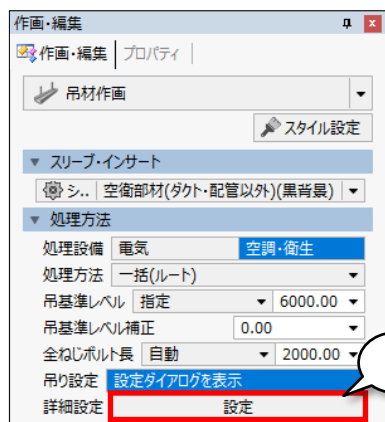 作画・編集
作画・編集 プロパティ
吊材作画
スタイル設定
スリーブ・インサート
シ.. 空衛部材(ダクト・配管以外)(黒背景)
処理方法
処理設備 電気 空調・衛生
処理方法 一括(ルート)
吊基準レベル 指定 6000.00
吊基準レベル補正 0.00
全ねじボルト長 自動 2000.00
吊り設定 設定ダイアログを表示
詳細設定 設定